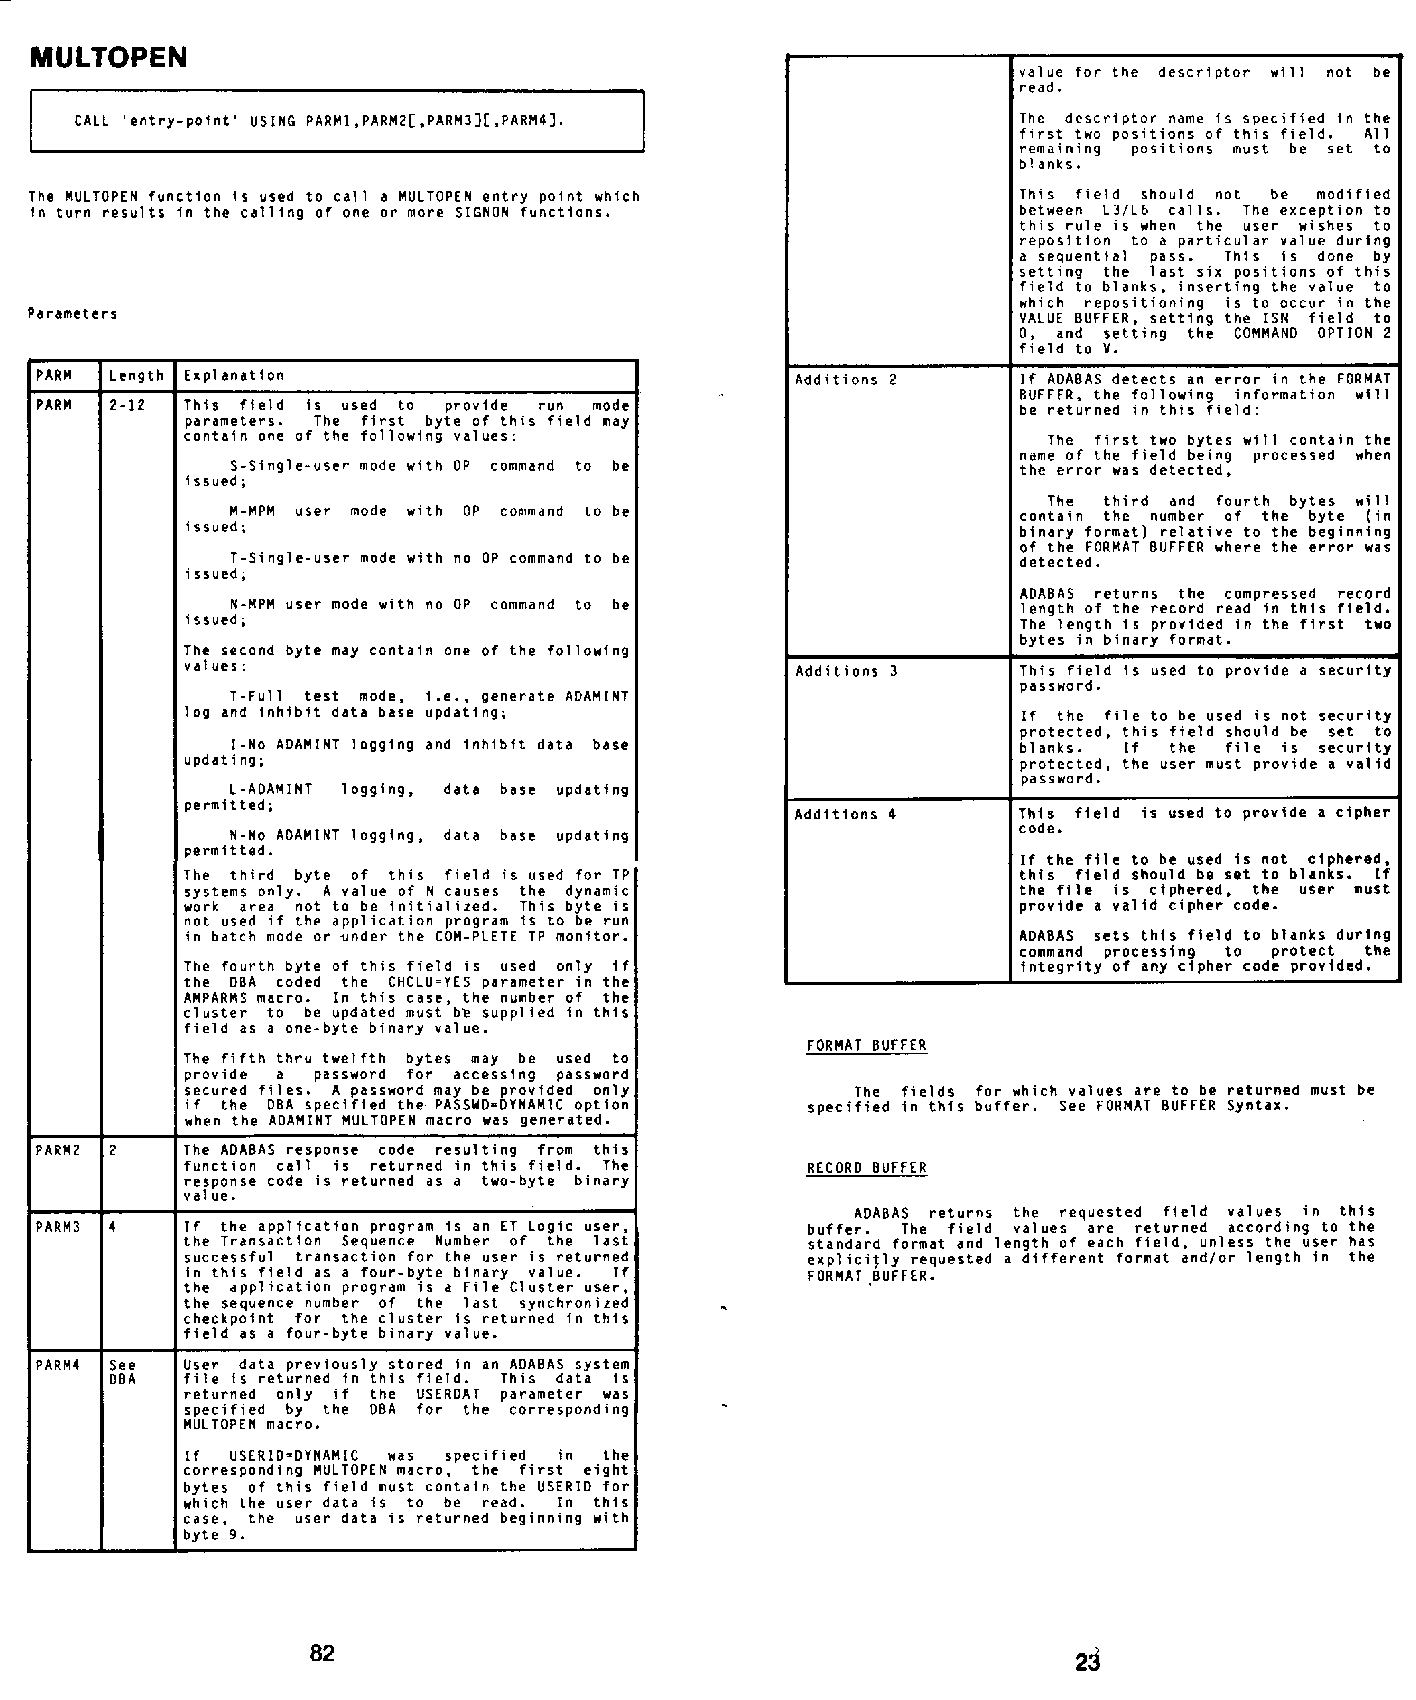 MULTOPEN
CALL 'entry-point' USING PARM1,PARM2[,PARM3][,PARM4].
The MULTOPEN function is used to call a MULTOPEN entry point which
in turn results in the calling of one or more SIGNON functions.
Parameters
PARM Length Explanation
PARM 2-12 This field is used to provide run mode
parameters. The first byte of this field may
contain one of the following values:
S-Single-user mode with OP command to be
issued;
M-MPM user mode with OP command to be
issued;
T-Single-user mode with no OP command to be
issued;
N-MPM user mode with no OP command to be
issued;
The second byte may contain one of the following
values:
T-Full test mode, i.e., generate ADAMINT
log and inhibit data base updating;
I-No ADAMINT logging and inhibit data base
updating;
L-ADAMINT logging, data base updating
permitted;
N-No ADAMINT logging, data base updating
permitted.
The third byte of this field is used for TP
systems only. A value of N causes the dynamic
work area not to be initialized. This byte is
not used if the application program is to be run
in batch mode or under the COM-PLETE TP monitor.
The fourth byte of this field is used only if
the DBA coded the CHCLU=YES parameter in the
AMPARMS macro. In this case, the number of the
cluster to be updated must be supplied in this
field as a one-byte binary value.
The fifth thru twelfth bytes may be used to
provide a password for accessing password
secured files. A password may be provided only
if the DBA specified the PASSWD=DYNAMIC option
when the ADAMINT MULTOPEN macro was generated.
PARM2 2 The ADABAS response code resulting from this
function call is returned in this field. The
response code is returned as a two-byte binary
value.
PARM3 4 If the application program is an ET Logic user,
the Transaction Sequence Number of the last
successful transaction for the user is returned
in this field as a four-byte binary value. If
the application program is a File Cluster user,
the sequence number of the last synchronized
checkpoint for the cluster is returned in this
field as a four-byte binary value.
PARM4 See DBA User data previously stored in an ADABAS system
file is returned in this field. This data is
returned only if the USERDAT parameter was
specified by the DBA for the corresponding
MULTOPEN macro.
If USERID=DYNAMIC was specified in the
corresponding MULTOPEN macro, the first eight
bytes of this field must contain the USERID for
which the user data is to be read. In this
case, the user data is returned beginning with
byte 9.
82
value for the descriptor will not be
read.
The descriptor name is specified in the
first two positions of this field. All
remaining positions must be set to
blanks.
This field should not be modified
between L3/L6 calls. The exception to
this rule is when the user wishes to
reposition to a particular value during
a sequential pass. This is done by
setting the last six positions of this
field to blanks, inserting the value to
which repositioning is to occur in the
VALUE BUFFER, setting the ISN field to
0, and setting the COMMAND OPTION 2
field to V.
Additions 2 If ADABAS detects an error in the FORMAT
BUFFER, the following information will
be returned in this field:
The first two bytes will contain the
name of the field being processed when
the error was detected,
The third and fourth bytes will
contain the number of the byte (in
binary format) relative to the beginning
of the FORMAT BUFFER where the error was
detected.
ADABAS returns the compressed record
length of the record read in this field.
The length is provided in the first two
bytes in binary format.
Additions 3 This field is used to provide a security
password.
If the file to be used is not security
protected, this field should be set to
blanks. If the file is security
protected, the user must provide a valid
password.
Additions 4 This field is used to provide a cipher
code.
If the file to be used is not ciphered,
this field should be set to blanks. If
the file is ciphered, the user must
provide a valid cipher code.
ADABAS sets this field to blanks during
command processing to protect the
integrity of any cipher code provided.
FORMAT BUFFER
The fields for which values are to be returned must be
specified in this buffer. See FORMAT BUFFER Syntax.
RECORD BUFFER
ADABAS returns the requested field values in this
buffer. The field values are returned according to the
standard format and length of each field, unless the user has
explicitly requested a different format and/or length in the
FORMAT BUFFER.
23